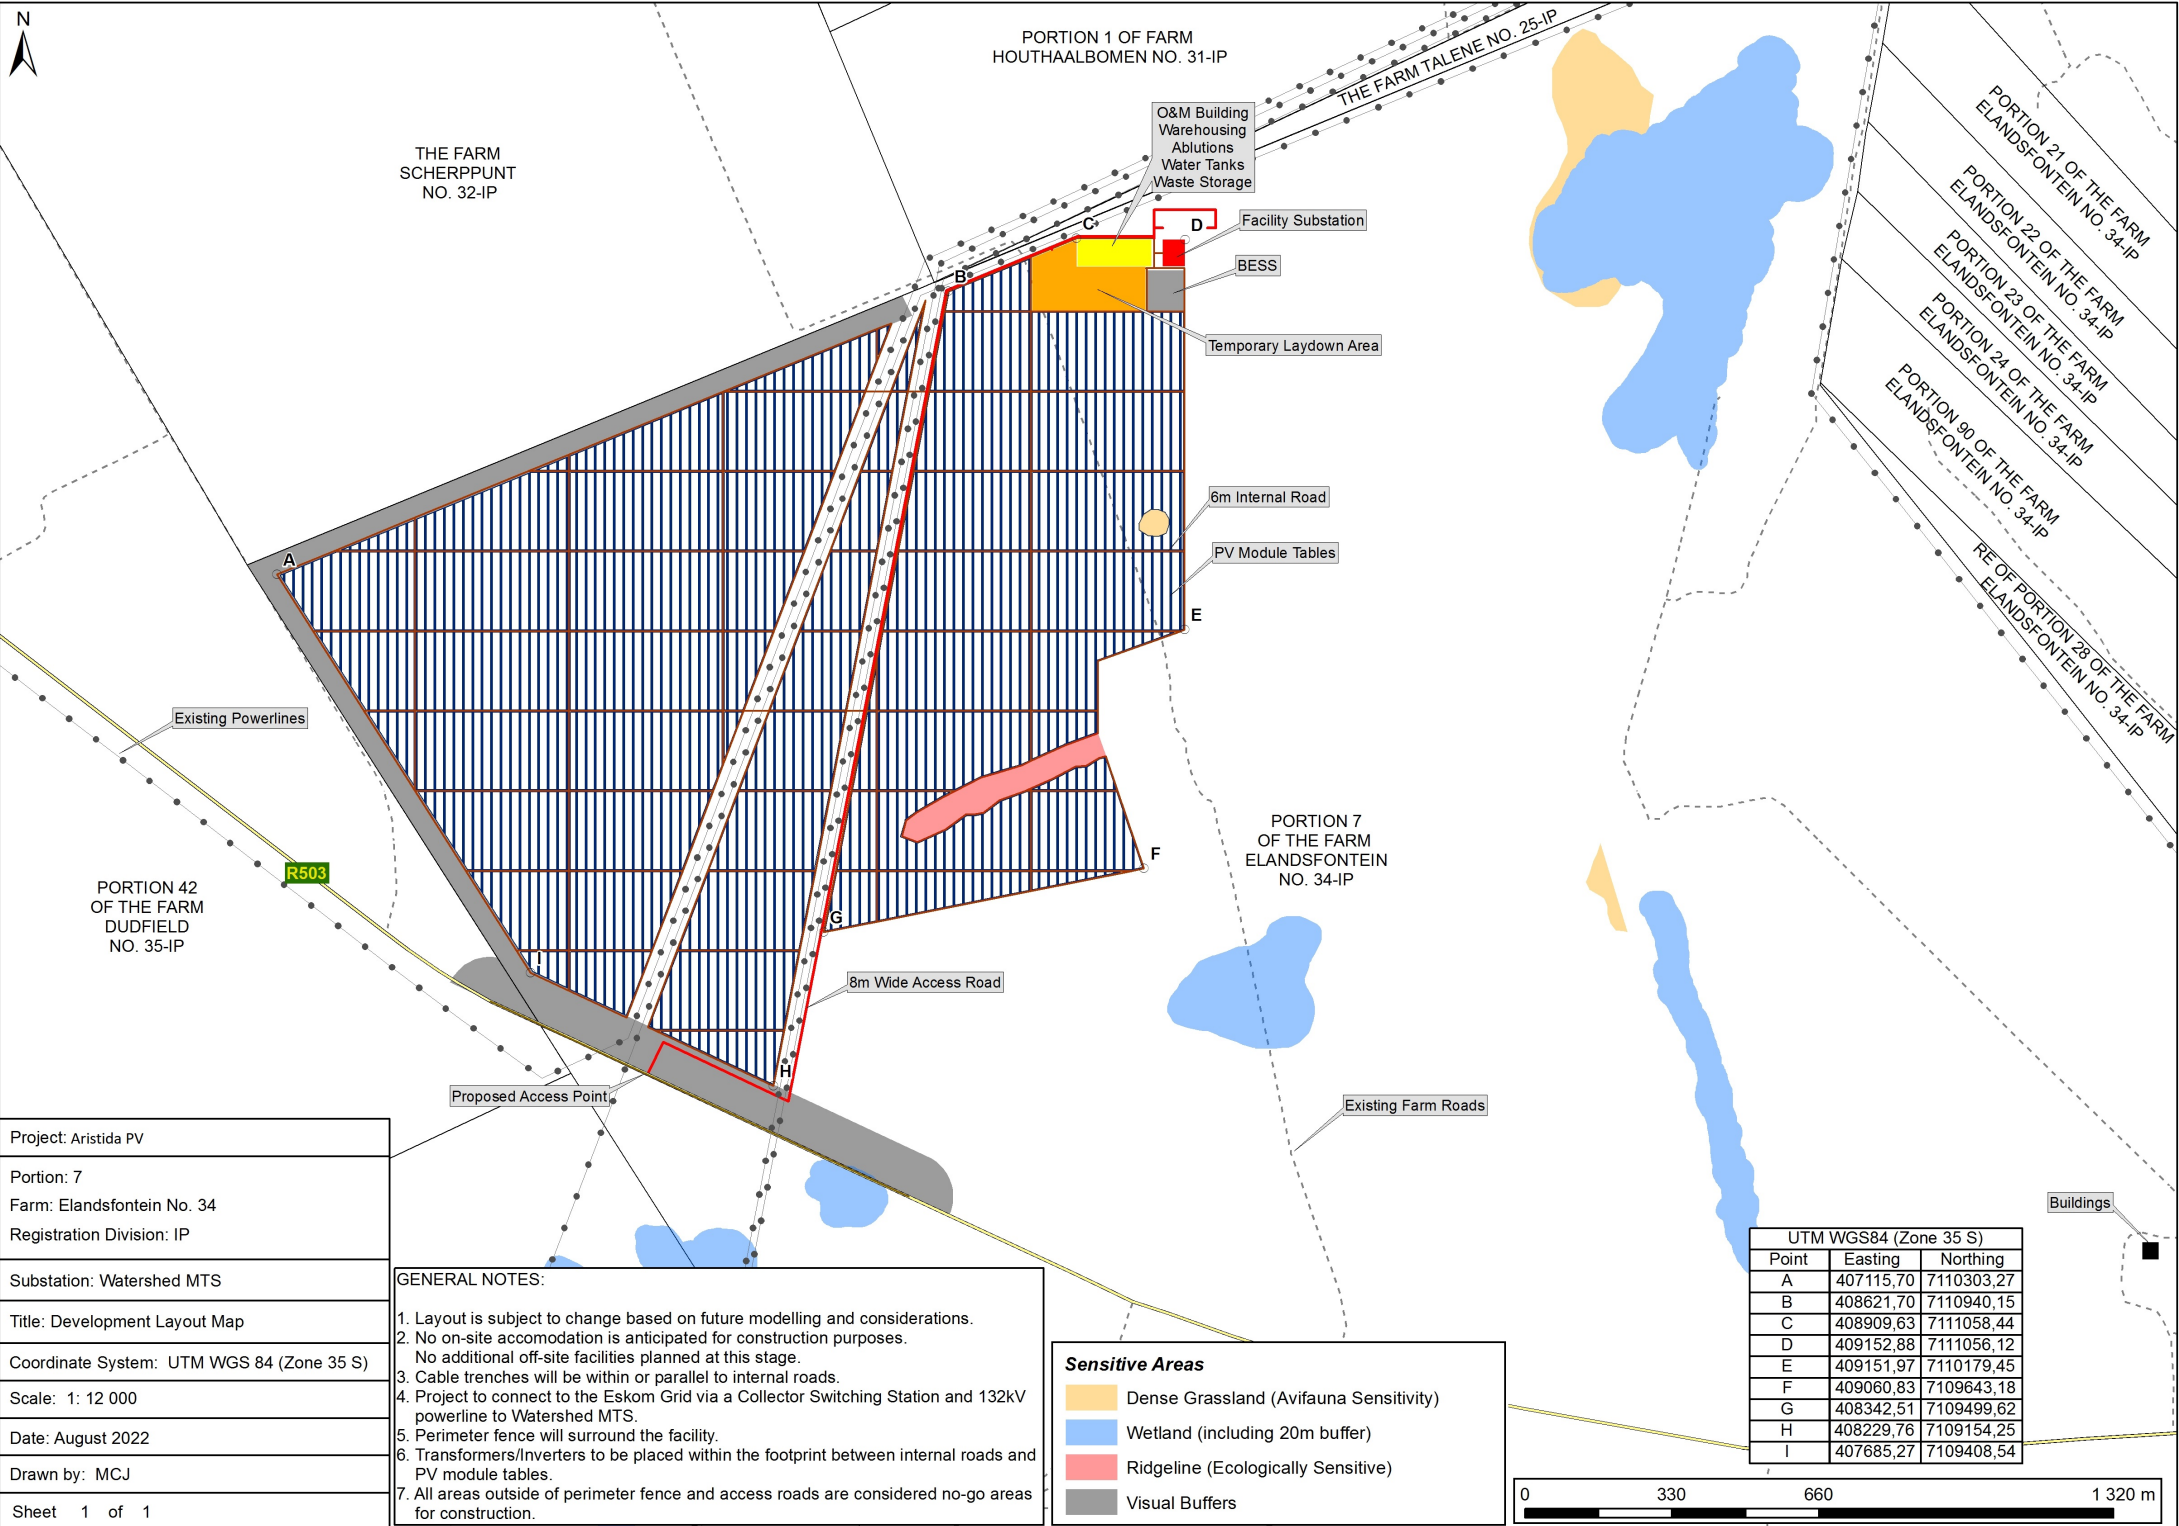 N
PORTION 1 OF FARM
HOUTHAALBOMEN NO. 31-IP
THE FARM TALENE NO. 25-IP
THE FARM
SCHERPPUNT
NO. 32-IP
O&M Building
Warehousing
Ablutions
Water Tanks
Waste Storage
C
D
Facility Substation
B
BESS
Temporary Laydown Area
PORTION 21 OF THE FARM
ELANDSFONTEIN NO. 34-IP
PORTION 22 OF THE FARM
ELANDSFONTEIN NO. 34-IP
PORTION 23 OF THE FARM
ELANDSFONTEIN NO. 34-IP
PORTION 24 OF THE FARM
ELANDSFONTEIN NO. 34-IP
PORTION 90 OF THE FARM
ELANDSFONTEIN NO. 34-IP
RE OF PORTION 28 OF THE FARM
ELANDSFONTEIN NO. 34-IP
6m Internal Road
PV Module Tables
A
E
Existing Powerlines
R503
PORTION 42
OF THE FARM
DUDFIELD
NO. 35-IP
PORTION 7
OF THE FARM
ELANDSFONTEIN
NO. 34-IP
F
G
I
8m Wide Access Road
H
Proposed Access Point
Existing Farm Roads
Buildings
Project: Aristida PV
Portion: 7
Farm: Elandsfontein No. 34
Registration Division: IP
Substation: Watershed MTS
Title: Development Layout Map
Coordinate System: UTM WGS 84 (Zone 35 S)
Scale: 1: 12 000
Date: August 2022
Drawn by: MCJ
Sheet 1 of 1
GENERAL NOTES:
1. Layout is subject to change based on future modelling and considerations.
2. No on-site accomodation is anticipated for construction purposes.
No additional off-site facilities planned at this stage.
3. Cable trenches will be within or parallel to internal roads.
4. Project to connect to the Eskom Grid via a Collector Switching Station and 132kV
powerline to Watershed MTS.
5. Perimeter fence will surround the facility.
6. Transformers/Inverters to be placed within the footprint between internal roads and
PV module tables.
7. All areas outside of perimeter fence and access roads are considered no-go areas
for construction.
Sensitive Areas
Dense Grassland (Avifauna Sensitivity)
Wetland (including 20m buffer)
Ridgeline (Ecologically Sensitive)
Visual Buffers
UTM WGS84 (Zone 35 S)
Point Easting Northing
A 407115,70 7110303,27
B 408621,70 7110940,15
C 408909,63 7111058,44
D 409152,88 7111056,12
E 409151,97 7110179,45
F 409060,83 7109643,18
G 408342,51 7109499,62
H 408229,76 7109154,25
I 407685,27 7109408,54
0 330 660 1 320 m